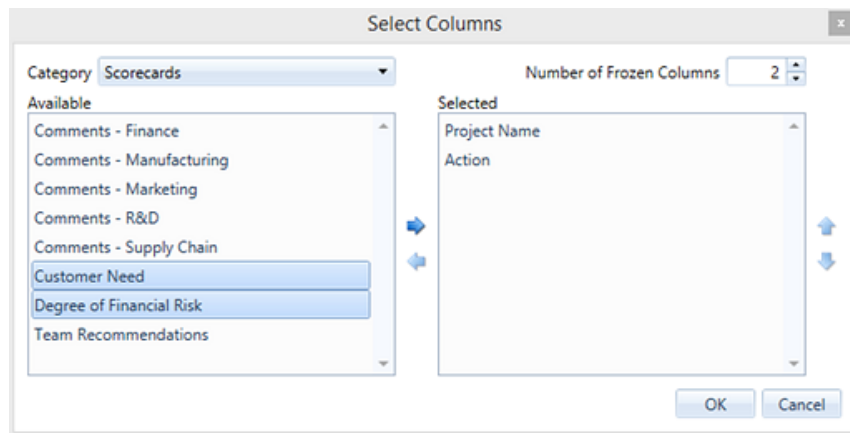 Select Columns
x
Category Scorecards
Number of Frozen Columns 2
Available
Comments - Finance
Comments - Manufacturing
Comments - Marketing
Comments - R&D
Comments - Supply Chain
Customer Need
Degree of Financial Risk
Team Recommendations
Selected
Project Name
Action
OK
Cancel